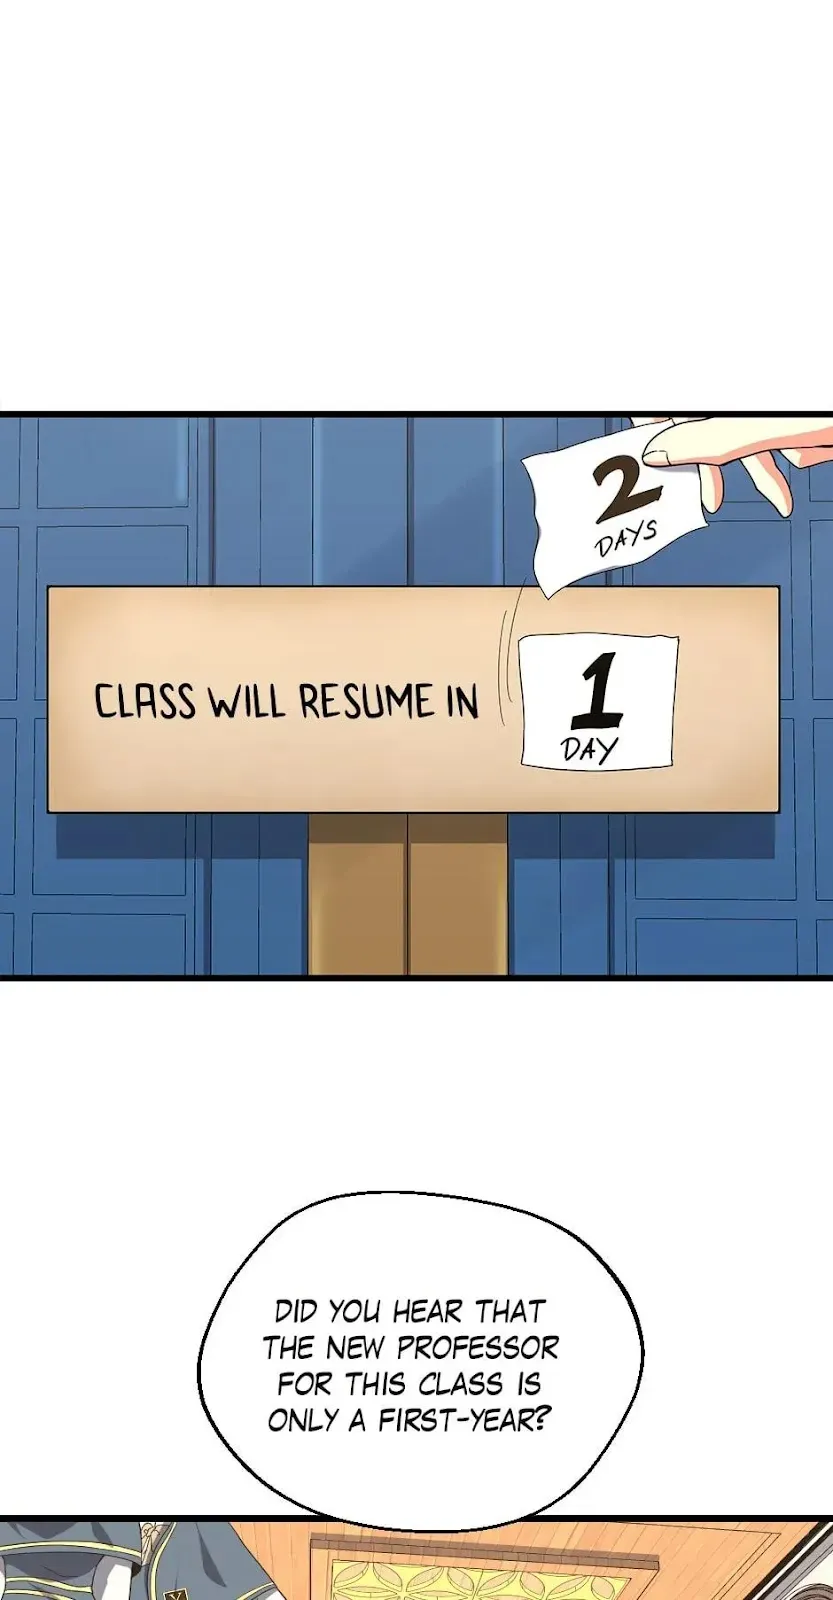 2
DAYS
CLASS WILL RESUME IN
1
DAY
DID YOU HEAR THAT
THE NEW PROFESSOR
FOR THIS CLASS IS
ONLY A FIRST-YEAR?